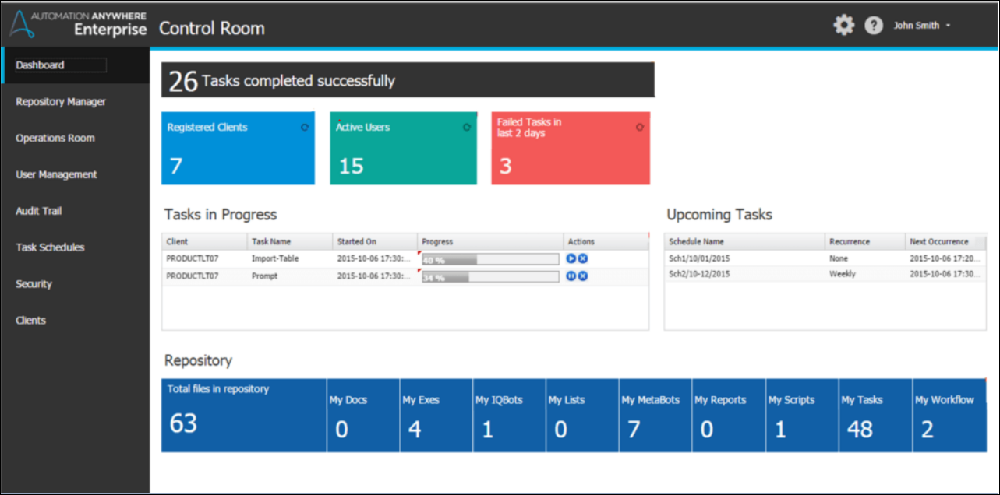 AUTOMATION ANYWHERE
Enterprise
Control Room
John Smith
Dashboard
Repository Manager
Operations Room
User Management
Audit Trail
Task Schedules
Security
Clients
26 Tasks completed successfully
Registered Clients
7
Active Users
15
Failed Tasks in
last 2 days
3
Tasks in Progress
Client Task Name Started On Progress Actions
PRODUCTLT07 Import-Table 2015-10-06 17:30:... 40 %
PRODUCTLT07 Prompt 2015-10-06 17:30:... 34 %
Upcoming Tasks
Schedule Name Recurrence Next Occurrence
Sch1/10/01/2015 None 2015-10-06 17:20...
Sch2/10-12/2015 Weekly 2015-10-06 17:30...
Repository
Total files in repository
63
My Docs
0
My Exes
4
My IQBots
1
My Lists
0
My MetaBots
7
My Reports
0
My Scripts
1
My Tasks
48
My Workflow
2